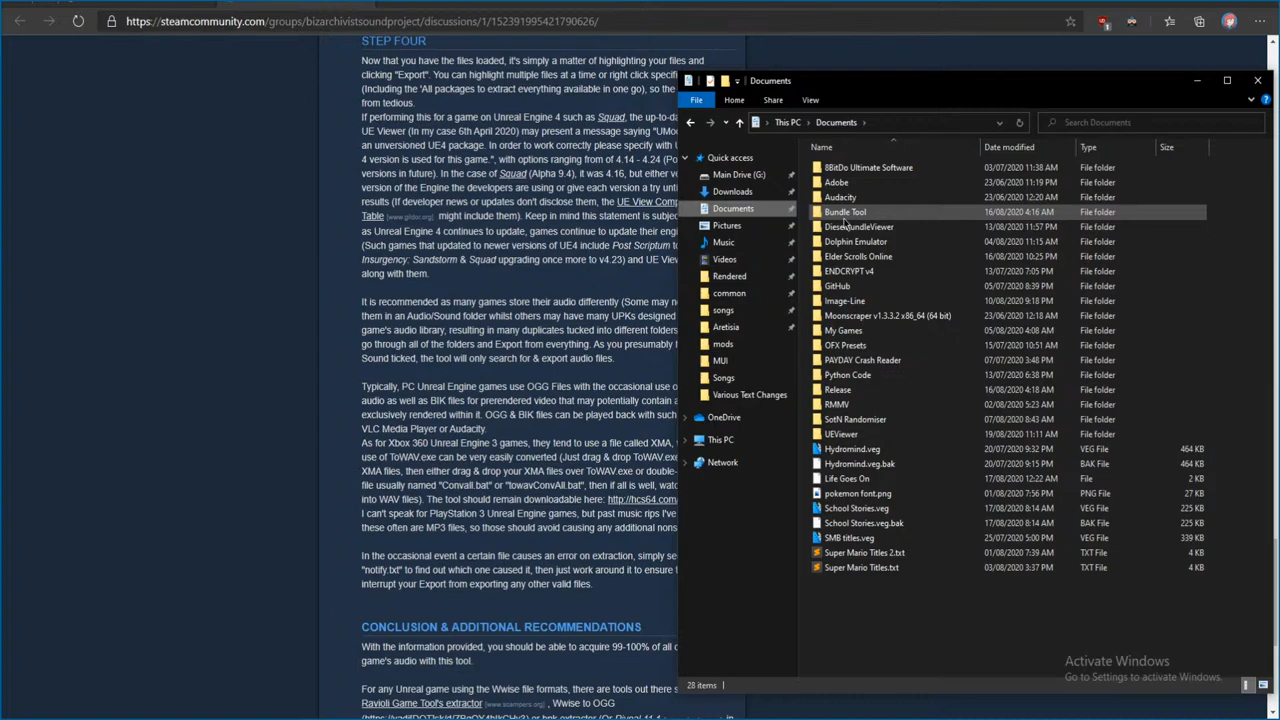 https://steamcommunity.com/groups/bizarchivistsoundproject/discussions/1/152391995421790626/
1
STEP FOUR
Now that you have the files loaded, it's simply a matter of highlighting your files and
clicking "Export". You can highlight multiple files at a time or right click specifi
(Including the 'All packages to extract everything available in one go), so the
from tedious.
If performing this for a game on Unreal Engine 4 such as Squad, the up-to-da
UE Viewer (In my case 6th April 2020) may present a message saying "UMo
an unversioned UE4 package. In order to work correctly please specify with U
4 version is used for this game.", with options ranging from of 4.14 - 4.24 (P
versions in future). In the case of Squad (Alpha 9.4), it was 4.16, but either v
version of the Engine the developers are using or give each version a try unti
results (If developer news or updates don't disclose them, the UE View Comp
Table [www.gildor.org] might include them). Keep in mind this statement is subjec
as Unreal Engine 4 continues to update, games continue to update their engin
(Such games that updated to newer versions of UE4 include Post Scriptum to
Insurgency: Sandstorm & Squad upgrading once more to v4.23) and UE View
along with them.
It is recommended as many games store their audio differently (Some may no
them in an Audio/Sound folder whilst others may have many UPKs designed
game's audio library, resulting in many duplicates tucked into different folders
go through all of the folders and Export from everything. As you presumably h
Sound ticked, the tool will only search for & export audio files.
Typically, PC Unreal Engine games use OGG Files with the occasional use o
audio as well as BIK files for prerendered video that may potentially contain a
exclusively rendered within it. OGG & BIK files can be played back with such
VLC Media Player or Audacity.
As for Xbox 360 Unreal Engine 3 games, they tend to use a file called XMA, w
use of ToWAV.exe can be very easily converted (Just drag & drop ToWAV.exe
XMA files, then either drag & drop your XMA files over ToWAV.exe or double-
file usually named "Convall.bat" or "towavConvAll.bat", then if all is well, watc
into WAV files). The tool should remain downloadable here: http://hcs64.com
I can't speak for PlayStation 3 Unreal Engine games, but past music rips I've
these often are MP3 files, so those should avoid causing any additional nons
In the occasional event a certain file causes an error on extraction, simply se
"notify.txt" to find out which one caused it, then just work around it to ensure t
interrupt your Export from exporting any other valid files.
CONCLUSION & ADDITIONAL RECOMMENDATIONS
With the information provided, you should be able to acquire 99-100% of all o
game's audio with this tool.
For any Unreal game using the Wwise file formats, there are tools out there s
Ravioli Game Tool's extractor [www.scampers.org] , Wwise to OGG
Documents
File Home Share View
This PC Documents
Search Documents
Quick access
Main Drive (G:)
Downloads
Documents
Pictures
Music
Videos
Rendered
common
songs
Aretisia
mods
MUI
Songs
Various Text Changes
OneDrive
This PC
Network
Name Date modified Type Size
8BitDo Ultimate Software 03/07/2020 11:38 AM File folder
Adobe 23/06/2020 11:19 PM File folder
Audacity 23/06/2020 12:20 AM File folder
Bundle Tool 16/08/2020 4:16 AM File folder
DieselBundleViewer 13/08/2020 11:57 PM File folder
Dolphin Emulator 04/08/2020 11:15 AM File folder
Elder Scrolls Online 16/08/2020 10:25 PM File folder
ENDCRYPT v4 13/07/2020 7:05 PM File folder
GitHub 05/07/2020 8:39 PM File folder
Image-Line 10/08/2020 9:18 PM File folder
Moonscraper v1.3.3.2 x86_64 (64 bit) 23/06/2020 12:18 AM File folder
My Games 05/08/2020 4:08 AM File folder
OFX Presets 15/07/2020 10:51 AM File folder
PAYDAY Crash Reader 07/07/2020 3:48 PM File folder
Python Code 13/07/2020 6:38 PM File folder
Release 16/08/2020 4:18 AM File folder
RMMV 02/08/2020 5:23 AM File folder
SotN Randomiser 07/08/2020 9:43 AM File folder
UEViewer 19/08/2020 11:11 AM File folder
Hydromind.veg 20/07/2020 9:32 PM VEG File 464 KB
Hydromind.veg.bak 20/07/2020 9:15 PM BAK File 464 KB
Life Goes On 17/08/2020 12:22 AM File 2 KB
pokemon font.png 01/08/2020 7:56 PM PNG File 27 KB
School Stories.veg 17/08/2020 8:14 AM VEG File 225 KB
School Stories.veg.bak 17/08/2020 8:14 AM BAK File 225 KB
SMB titles.veg 25/07/2020 5:00 PM VEG File 339 KB
Super Mario Titles 2.txt 01/08/2020 7:39 AM TXT File 4 KB
Super Mario Titles.txt 03/08/2020 3:37 PM TXT File 4 KB
28 items
Activate Windows
Go to Settings to activate Windows.